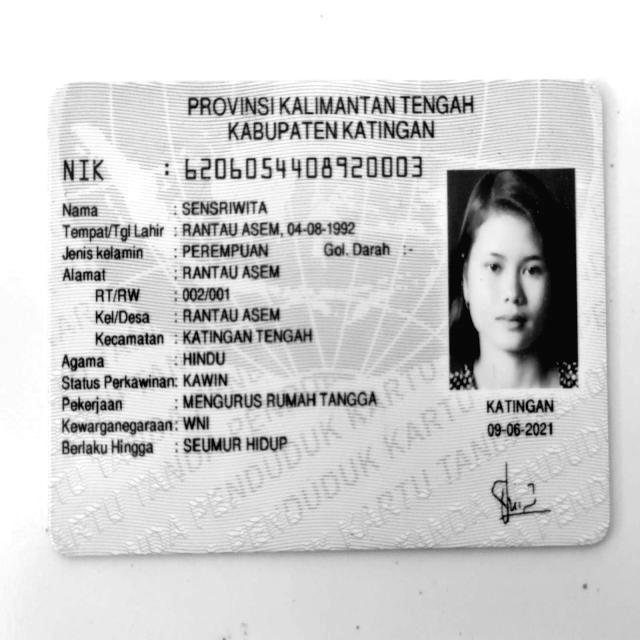 PROVINSI KALIMANTAN TENGAH
KABUPATEN KATINGAN
NIK : 6206054408920003
Nama : SENSRIWITA
Tempat/Tgl Lahir : RANTAU ASEM, 04-08-1992
Jenis kelamin : PEREMPUAN Gol. Darah :-
Alamat : RANTAU ASEM
RT/RW : 002/001
Kel/Desa : RANTAU ASEM
Kecamatan : KATINGAN TENGAH
Agama : HINDU
Status Perkawinan: KAWIN
Pekerjaan : MENGURUS RUMAH TANGGA
Kewarganegaraan: WNI
Berlaku Hingga : SEUMUR HIDUP
KATINGAN
09-06-2021
KARTU TANDA PENDUDUK